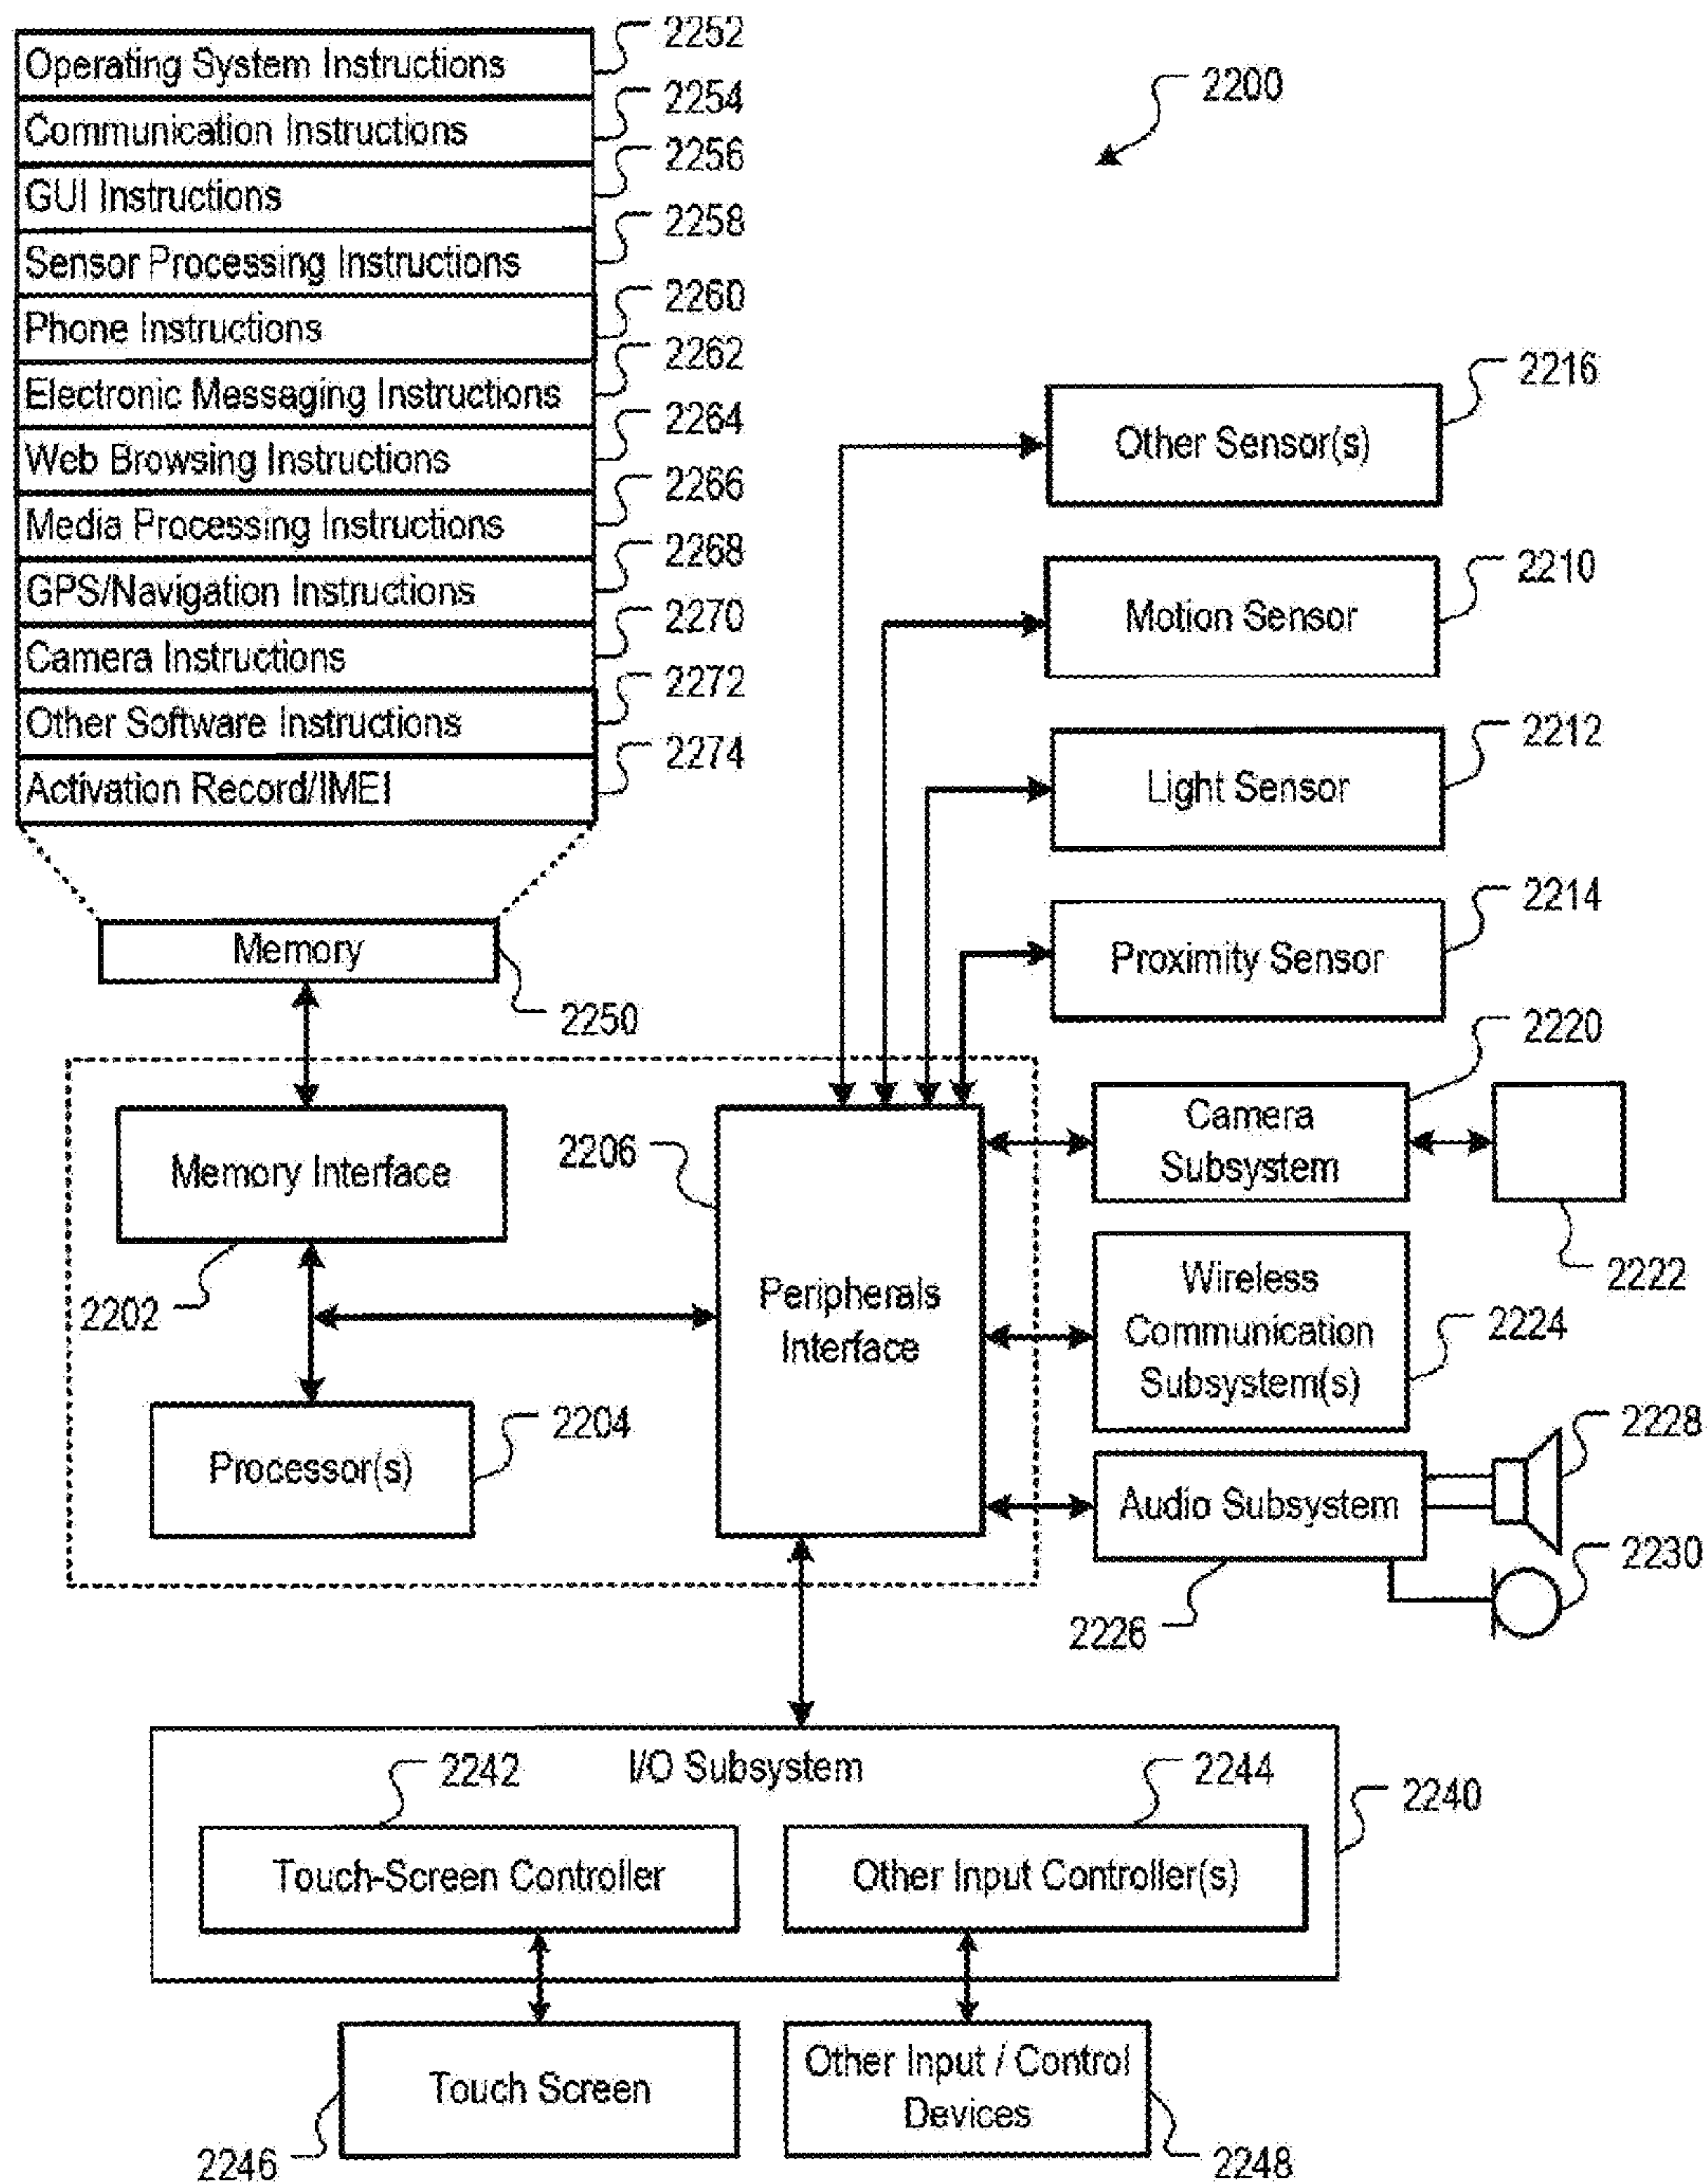 2252
Operating System Instructions
2254
Communication Instructions
2256
GUI Instructions
2258
Sensor Processing Instructions
2260
Phone Instructions
2262
Electronic Messaging Instructions
2264
Web Browsing Instructions
2266
Media Processing Instructions
2268
GPS/Navigation Instructions
2270
Camera Instructions
2272
Other Software Instructions
2274
Activation Record/IMEI
Memory
2250
2200
2216
Other Sensor(s)
2210
Motion Sensor
2212
Light Sensor
2214
Proximity Sensor
2220
Camera
Subsystem
2222
Memory Interface
2202
2206
Peripherals
Interface
Wireless
Communication
Subsystem(s)
2224
Processor(s)
2204
2228
Audio Subsystem
2230
2226
I/O Subsystem
2242
2244
2240
Touch-Screen Controller
Other Input Controller(s)
Touch Screen
2246
Other Input / Control
Devices
2248